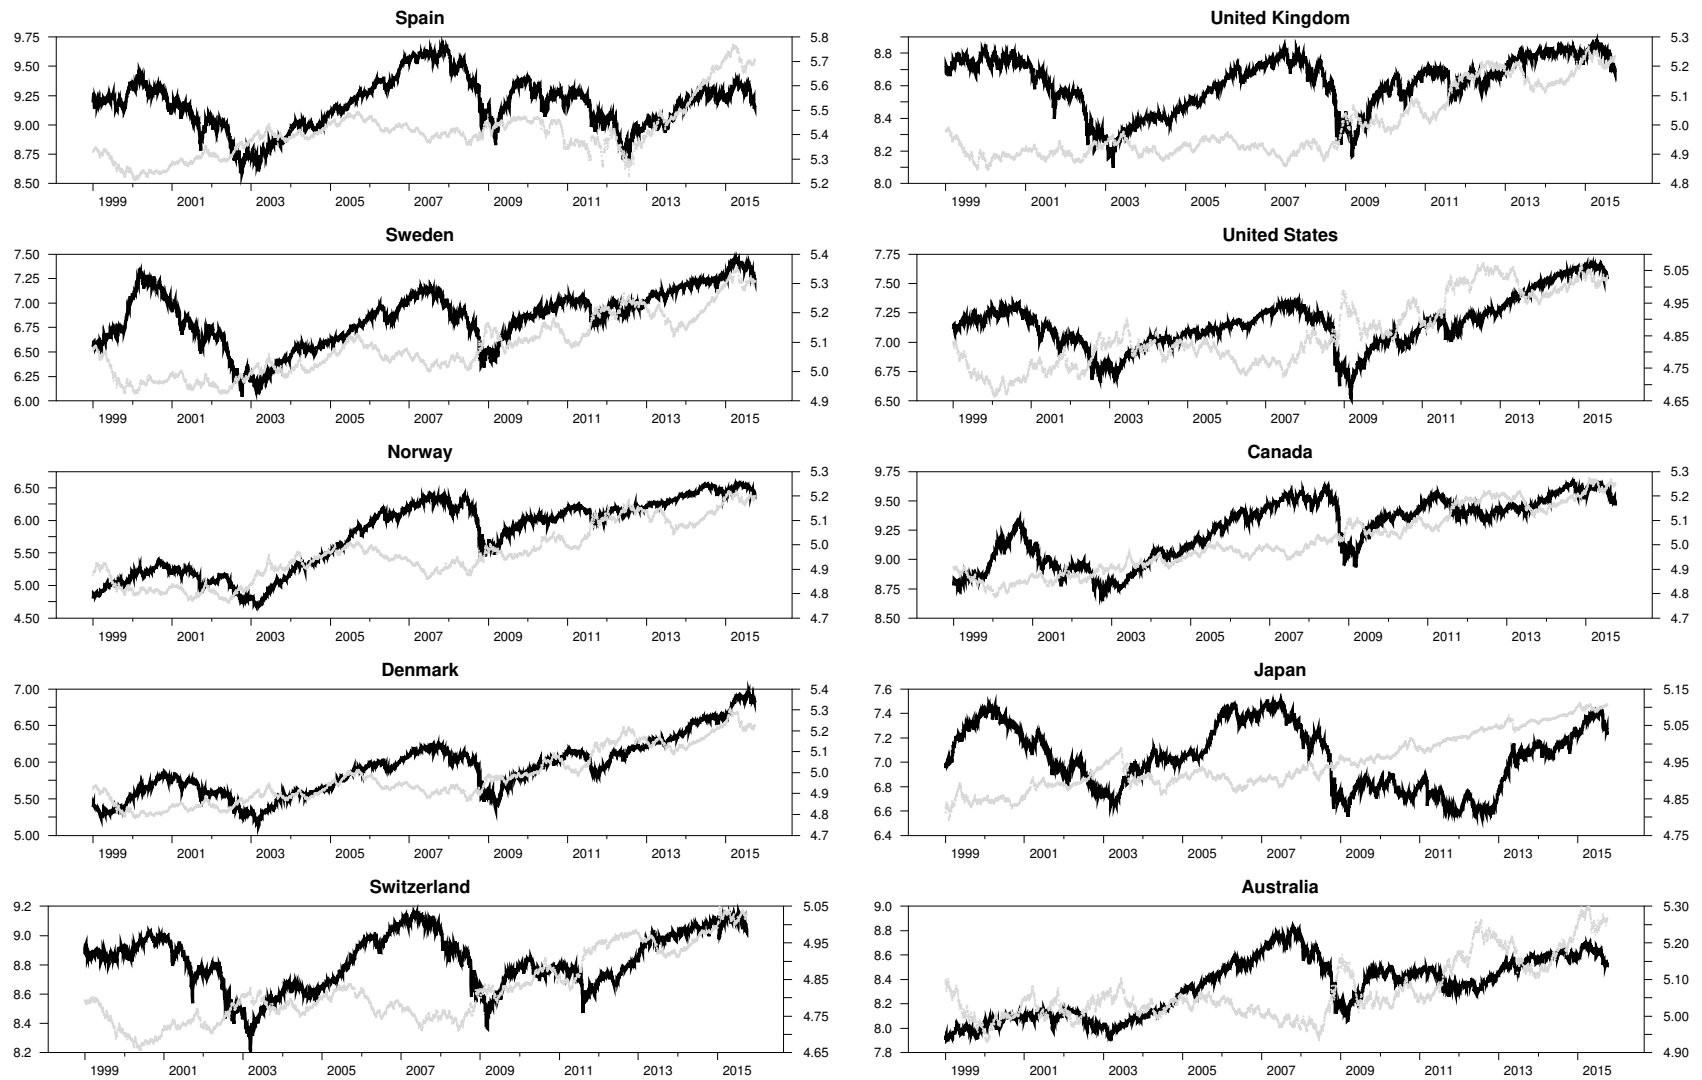 Spain United Kingdom
9.75 5.8 5.3
9.50 5.7 8.8 5.2
9.25 5.6 8.6 5.1
9.00 5.5 8.4 5.0
8.75 5.4 8.2 4.9
8.50 5.3 8.0 4.8
5.2
1999 2001 2003 2005 2007 2009 2011 2013 2015 1999 2001 2003 2005 2007 2009 2011 2013 2015
Sweden United States
7.50 5.4 7.75
7.25 5.3 7.50 5.05
7.00 5.2 7.25 4.95
6.75 5.1 7.00 4.85
6.50 5.0 6.75 4.75
6.25 4.9 6.50 4.65
6.00
1999 2001 2003 2005 2007 2009 2011 2013 2015 1999 2001 2003 2005 2007 2009 2011 2013 2015
Norway Canada
6.50 5.3 9.75 5.3
6.00 5.2 9.50 5.2
5.50 5.1 9.25 5.1
5.00 5.0 9.00 5.0
4.50 4.9 8.75 4.9
4.8 8.50 4.8
4.7 4.7
1999 2001 2003 2005 2007 2009 2011 2013 2015 1999 2001 2003 2005 2007 2009 2011 2013 2015
Denmark Japan
7.00 5.4 7.6 5.15
6.50 5.3 7.4 5.05
6.00 5.2 7.2 4.95
5.50 5.1 7.0 4.85
5.00 5.0 6.8 4.75
4.9 6.6
4.8 6.4
4.7
1999 2001 2003 2005 2007 2009 2011 2013 2015 1999 2001 2003 2005 2007 2009 2011 2013 2015
Switzerland Australia
9.2 5.05 9.0 5.30
9.0 4.95 8.8 5.20
8.8 4.85 8.6 5.10
8.6 4.75 8.4 5.00
8.4 4.65 8.2 4.90
8.2 8.0
7.8
1999 2001 2003 2005 2007 2009 2011 2013 2015 1999 2001 2003 2005 2007 2009 2011 2013 2015